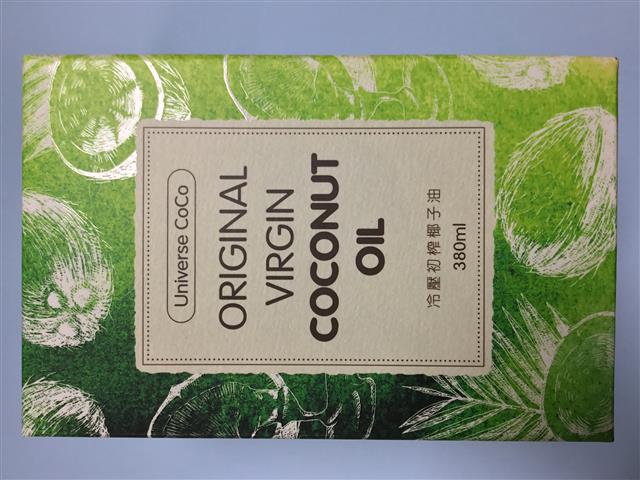 Universe CoCo
ORIGINAL
VIRGIN
COCONUT
OIL
冷壓初榨椰子油
380ml